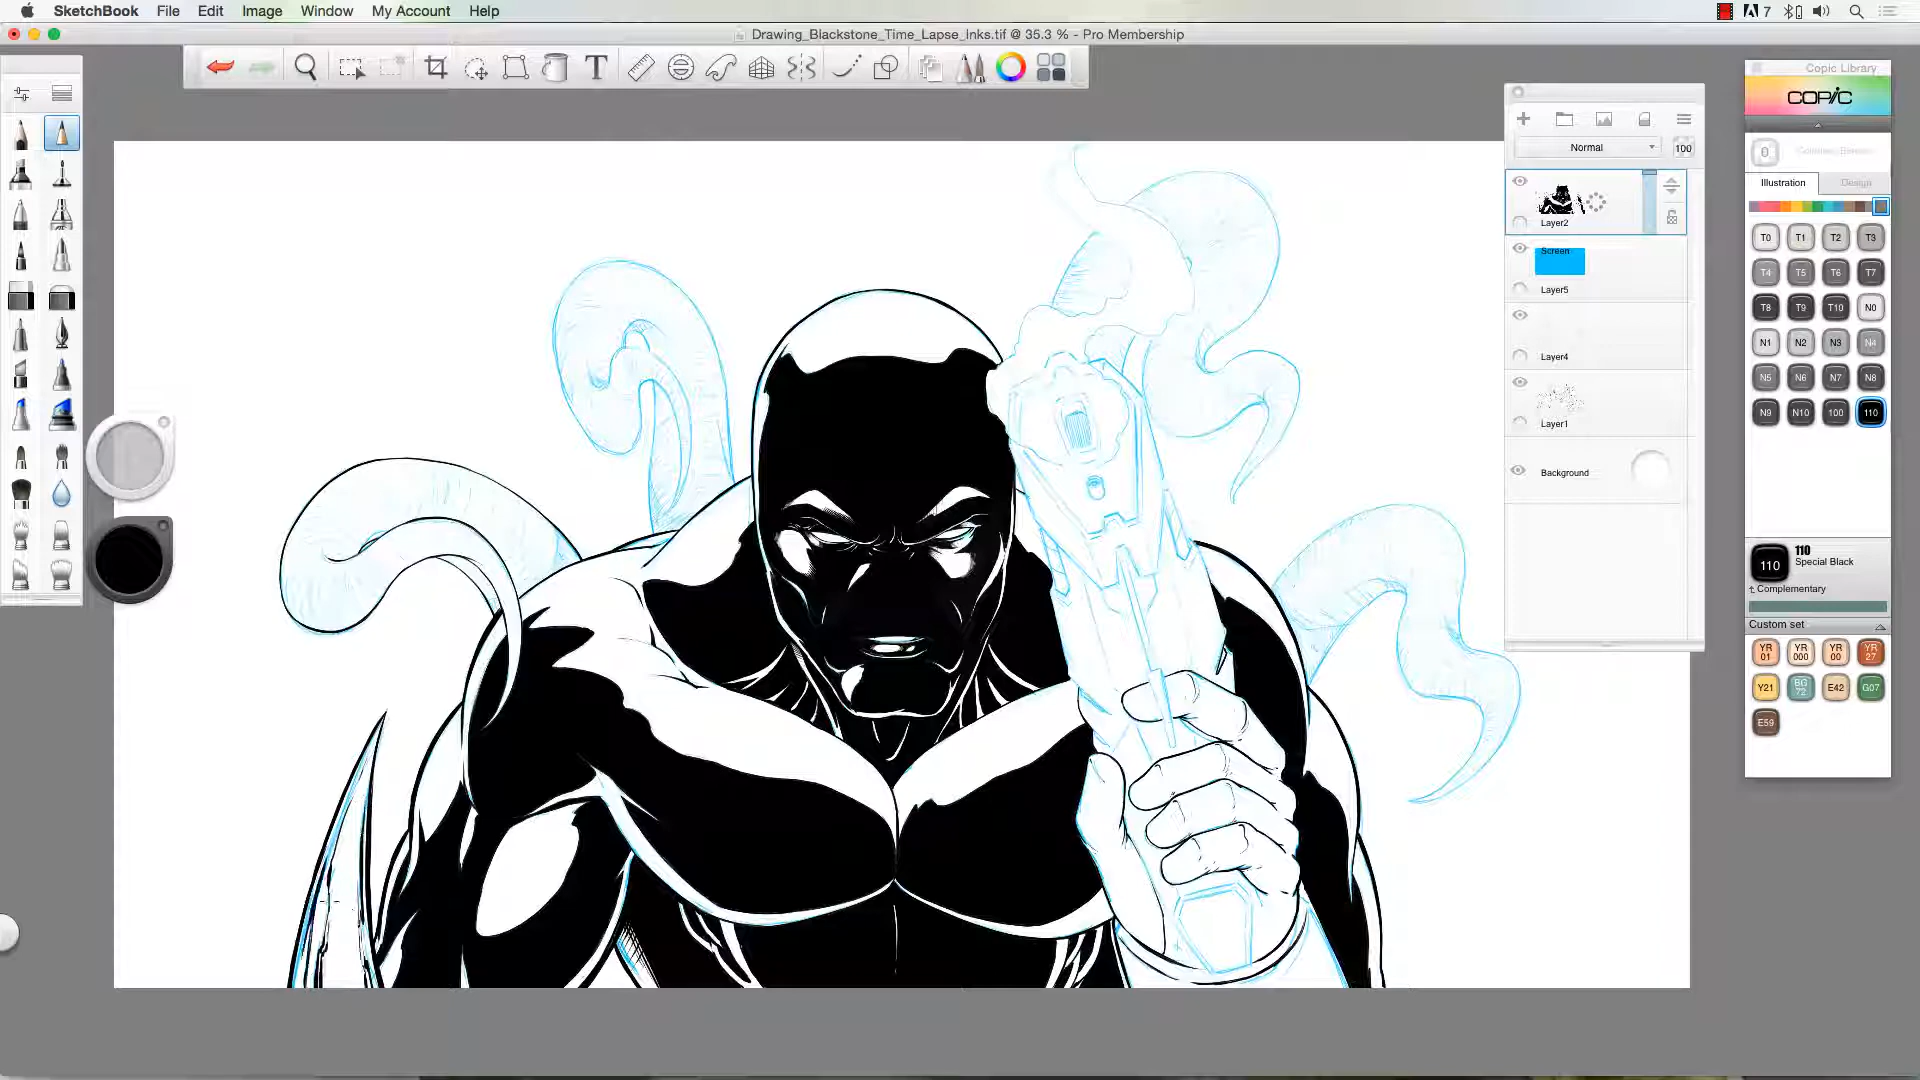 SketchBook File Edit Image Window My Account Help 7
Drawing_Blackstone_Time_Lapse_Inks.tif @ 35.3 % - Pro Membership
T
Copic Library
COPIC
Normal 100
0
Illustration Design
Layer2
Screen
Layer5
Layer4
Layer1
Background
T0 T1 T2 T3
T4 T5 T6 T7
T8 T9 T10 N0
N1 N2 N3 N4
N5 N6 N7 N8
N9 N10 100 110
110
110 Special Black
Complementary
Custom set
YR 01 YR 000 YR 00 YR 27
Y21 BG 72 E42 G07
E59